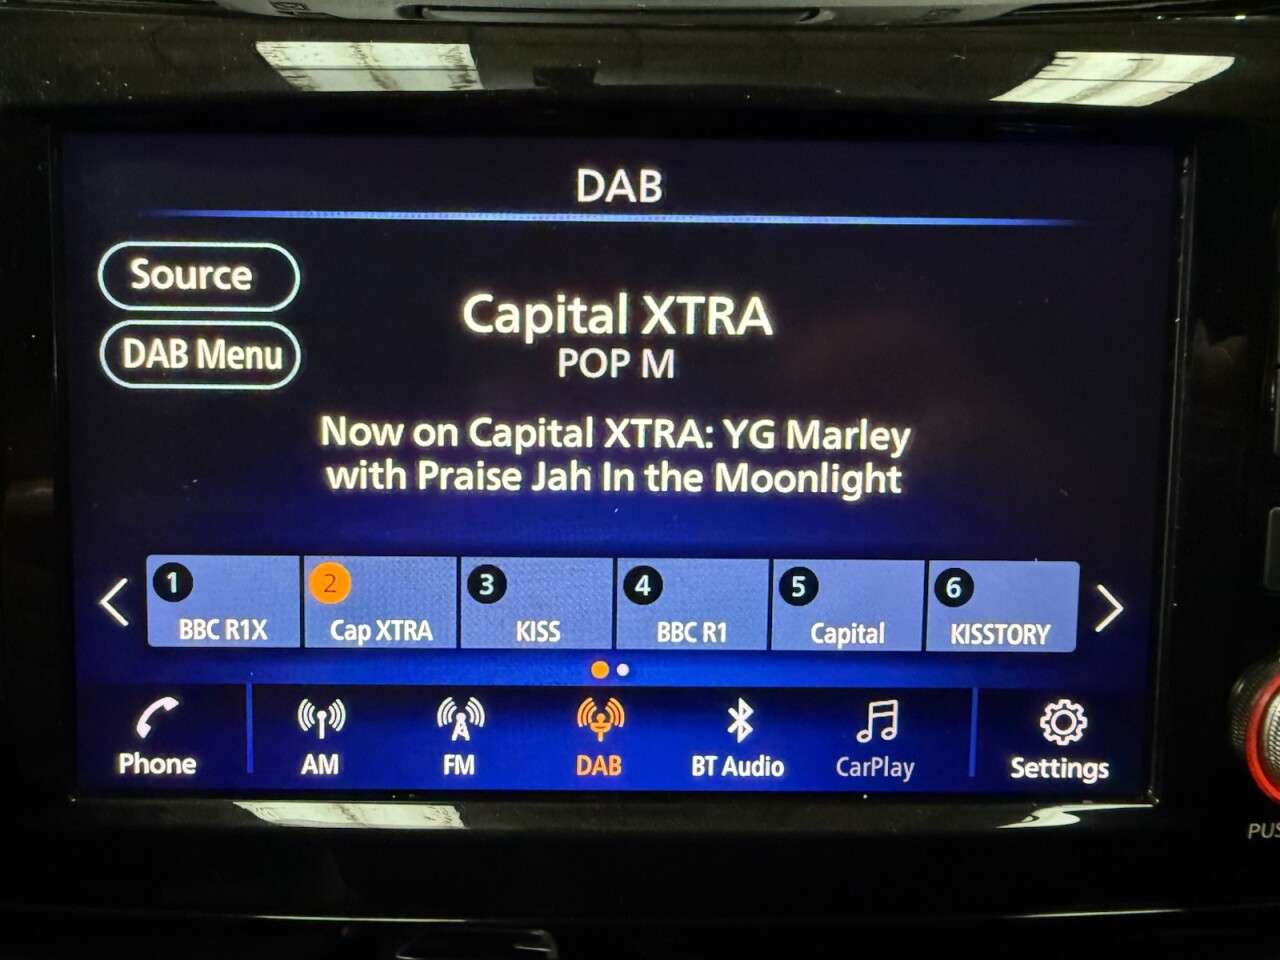 DAB
Source
DAB Menu
Capital XTRA
POP M
Now on Capital XTRA: YG Marley
with Praise Jah In the Moonlight
1
BBC R1X
2
Cap XTRA
3
KISS
4
BBC R1
5
Capital
6
KISSTORY
Phone
AM
FM
DAB
BT Audio
CarPlay
Settings